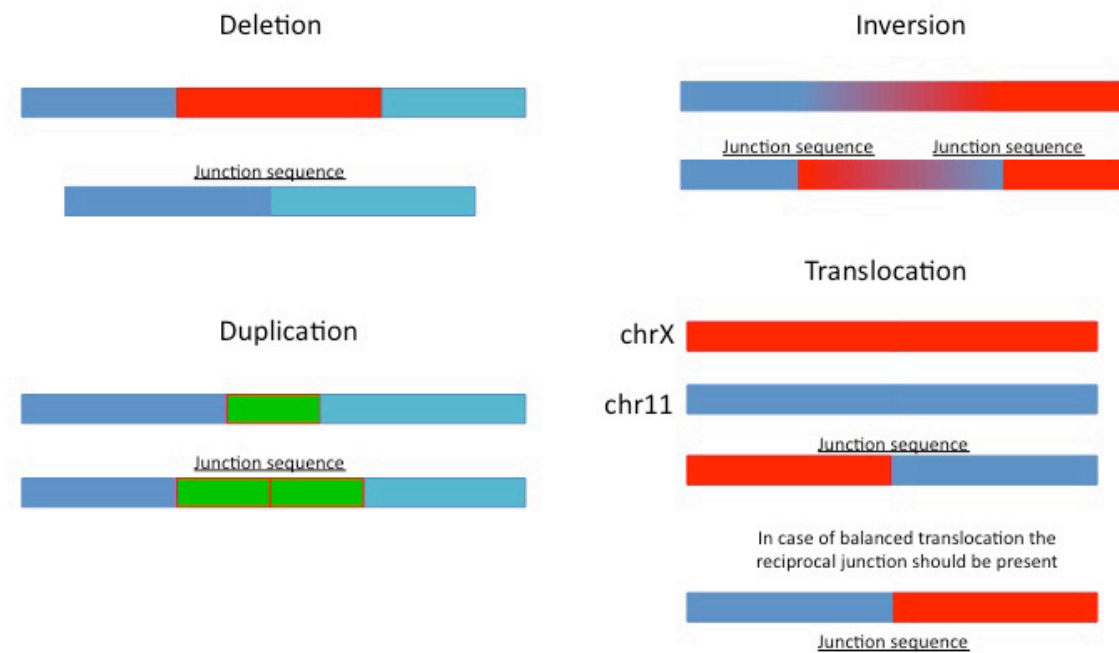 Deletion
Junction sequence
Duplication
Junction sequence
Inversion
Junction sequence Junction sequence
Translocation
chrX
chr11
Junction sequence
In case of balanced translocation the
reciprocal junction should be present
Junction sequence